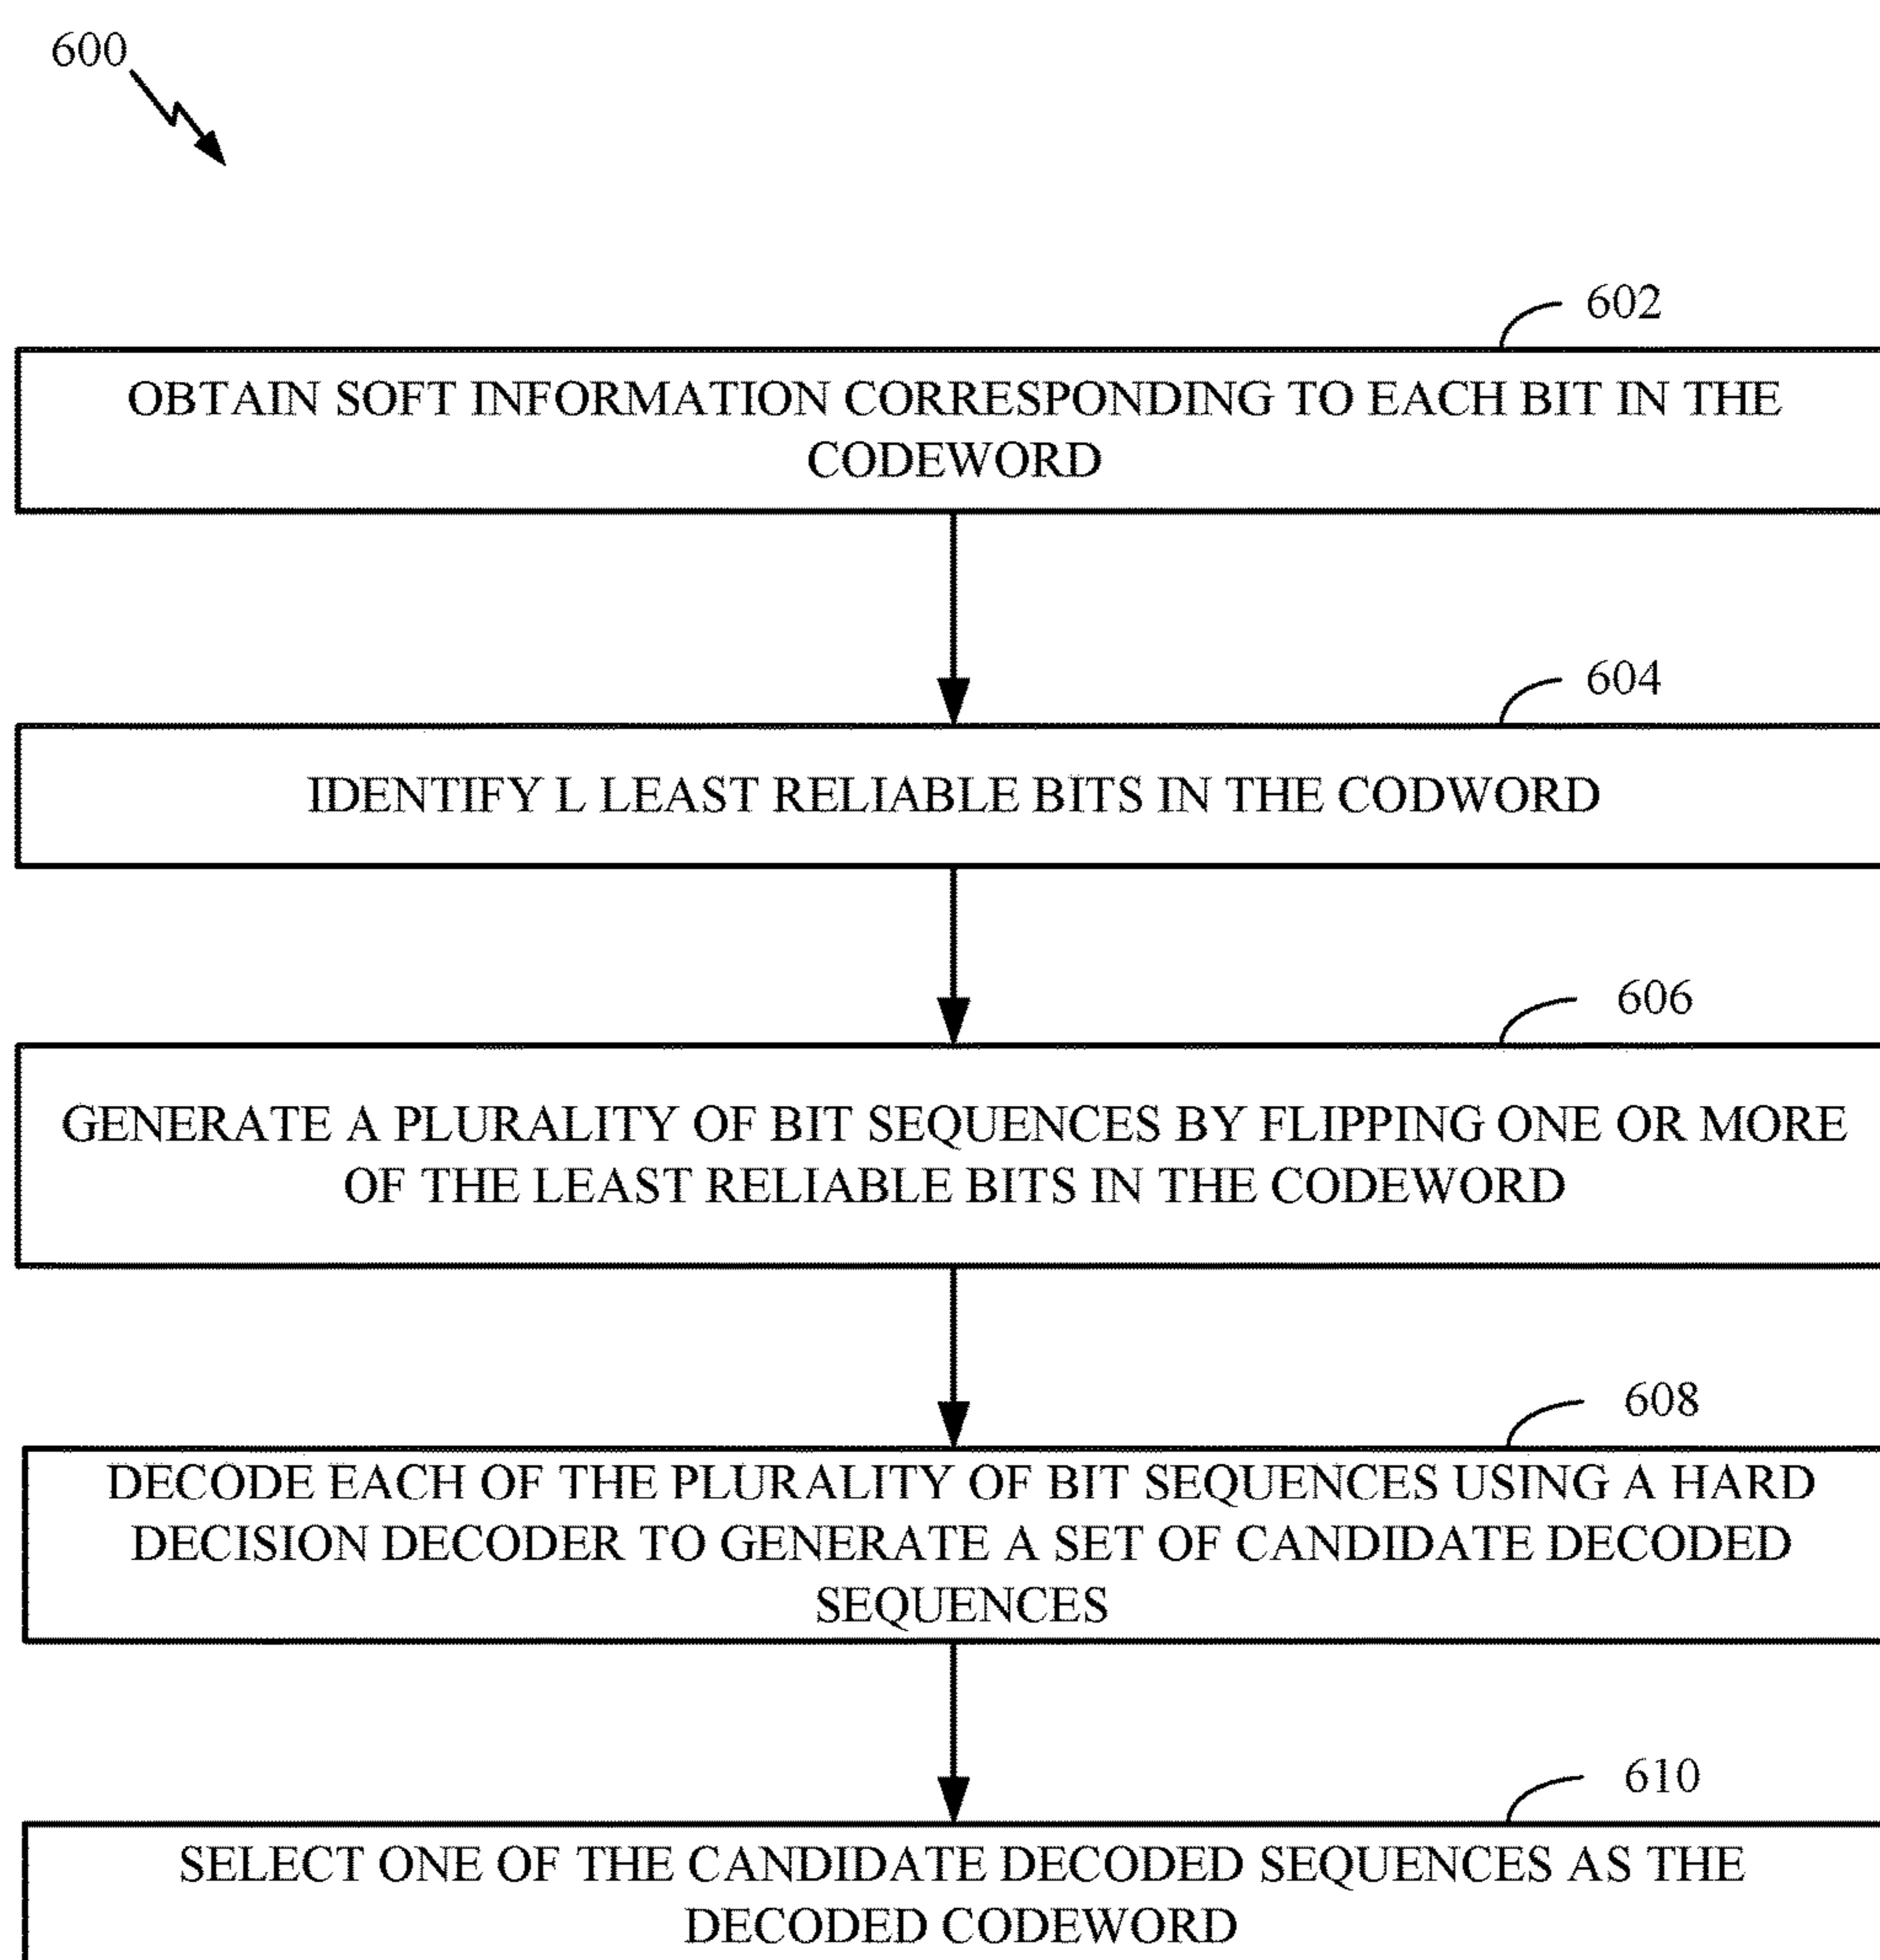 600
602
OBTAIN SOFT INFORMATION CORRESPONDING TO EACH BIT IN THE
CODEWORD
604
IDENTIFY L LEAST RELIABLE BITS IN THE CODWORD
606
GENERATE A PLURALITY OF BIT SEQUENCES BY FLIPPING ONE OR MORE
OF THE LEAST RELIABLE BITS IN THE CODEWORD
608
DECODE EACH OF THE PLURALITY OF BIT SEQUENCES USING A HARD
DECISION DECODER TO GENERATE A SET OF CANDIDATE DECODED
SEQUENCES
610
SELECT ONE OF THE CANDIDATE DECODED SEQUENCES AS THE
DECODED CODEWORD